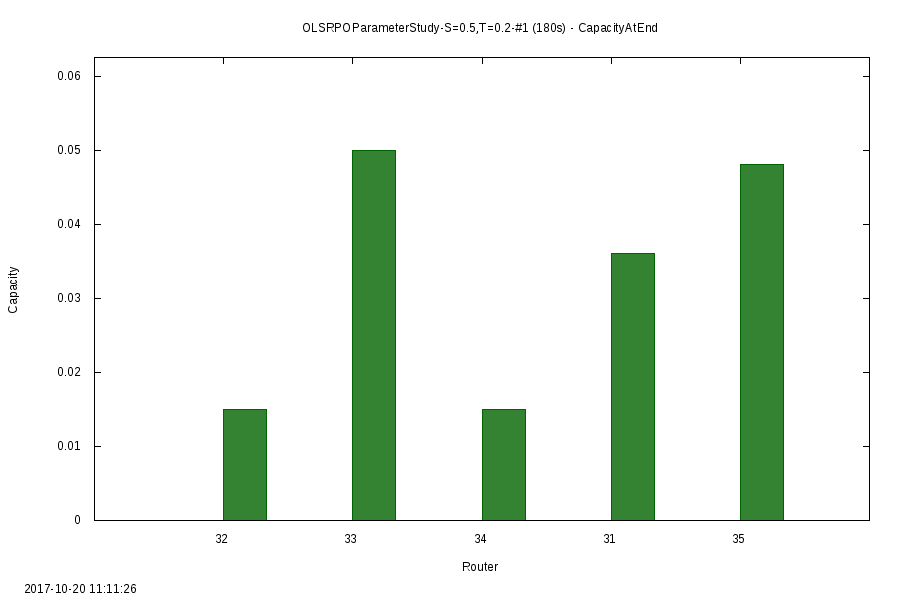 OLSRPOParameterStudy-S=0.5,T=0.2-#1 (180s) - CapacityAtEnd
0.06
0.05
0.04
0.03
0.02
0.01
0
Capacity
32 33 34 31 35
Router
2017-10-20 11:11:26